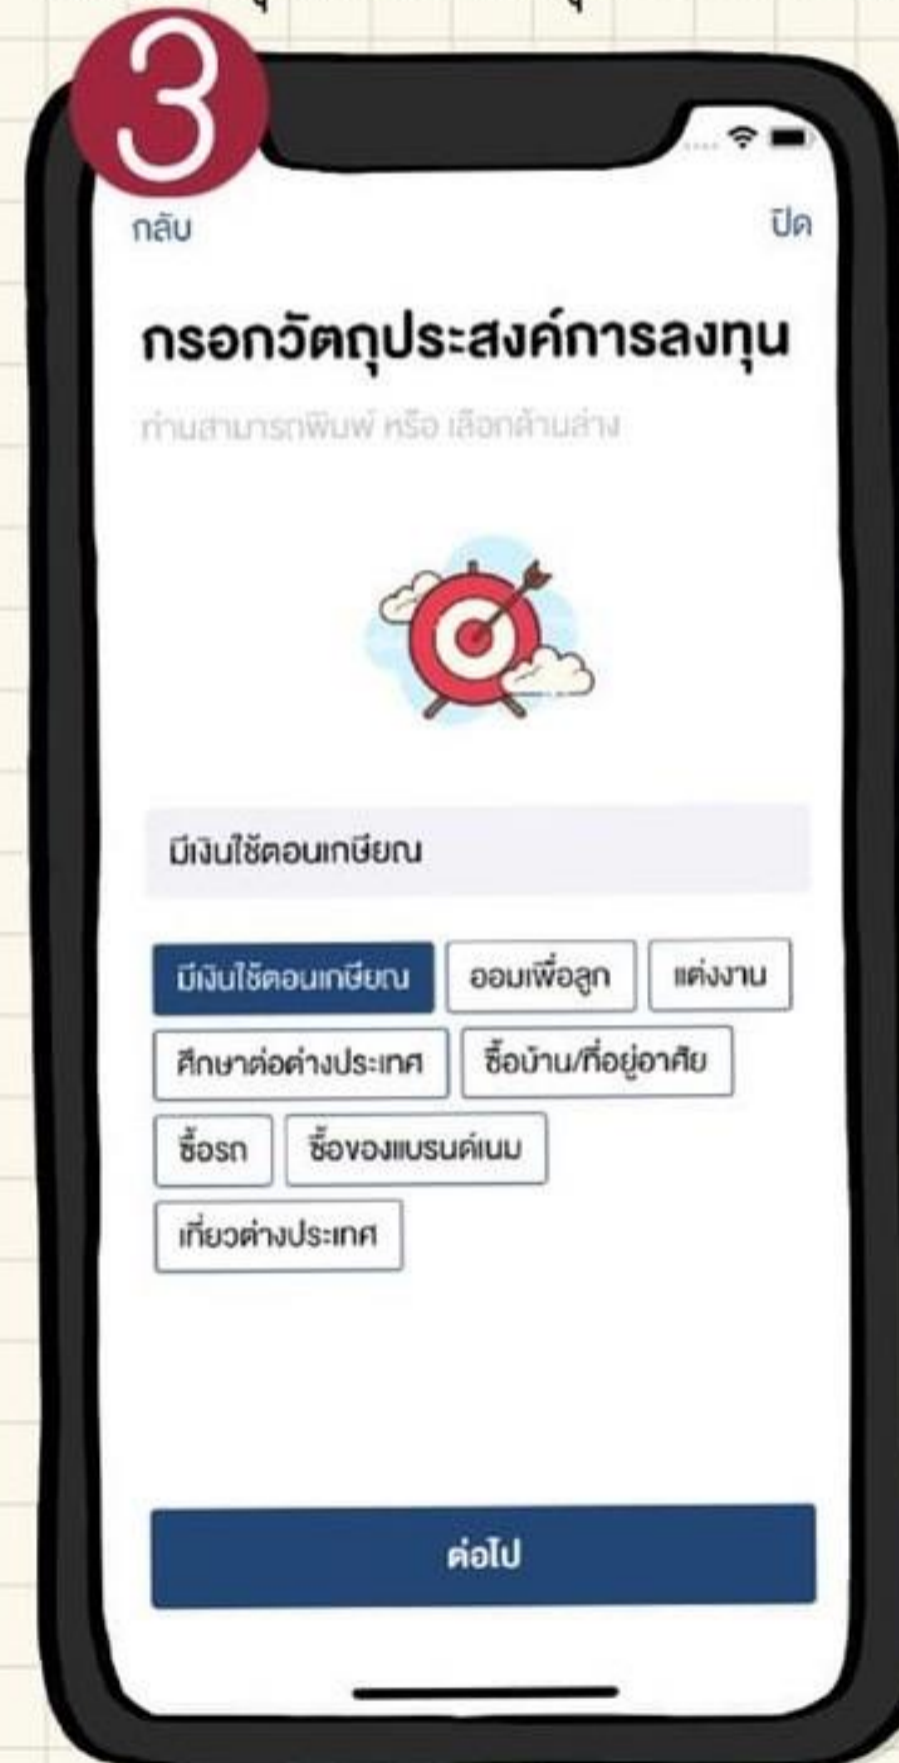 3
กลับ ปิด
กรอกวัตถุประสงค์การลงทุน
ท่านสามารถพิมพ์ หรือ เลือกด้านล่าง
มีเงินใช้ตอนเกษียณ
มีเงินใช้ตอนเกษียณ ออมเพื่อลูก แต่งงาน
ศึกษาต่อต่างประเทศ ซื้อบ้าน/ที่อยู่อาศัย
ซื้อรถ ซื้อของแบรนด์เนม
เที่ยวต่างประเทศ
ต่อไป